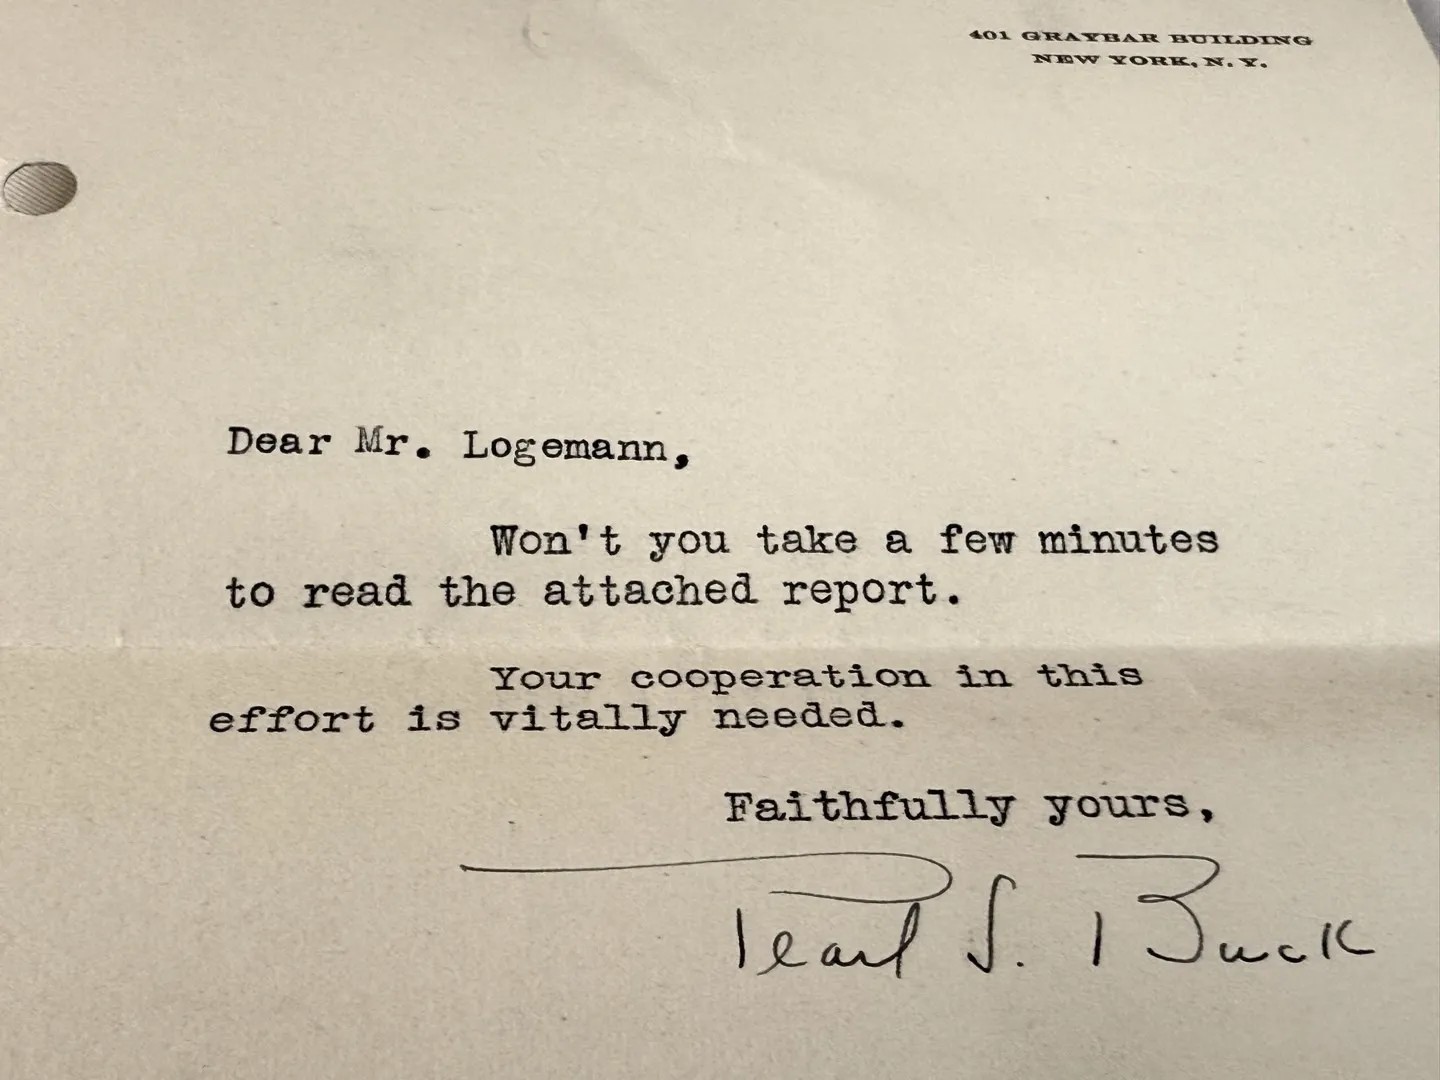 401 GRAYBAR BUILDING
NEW YORK, N. Y.
Dear Mr. Logemann,
Won't you take a few minutes
to read the attached report.
Your cooperation in this
effort is vitally needed.
Faithfully yours,
Pearl S. Buck